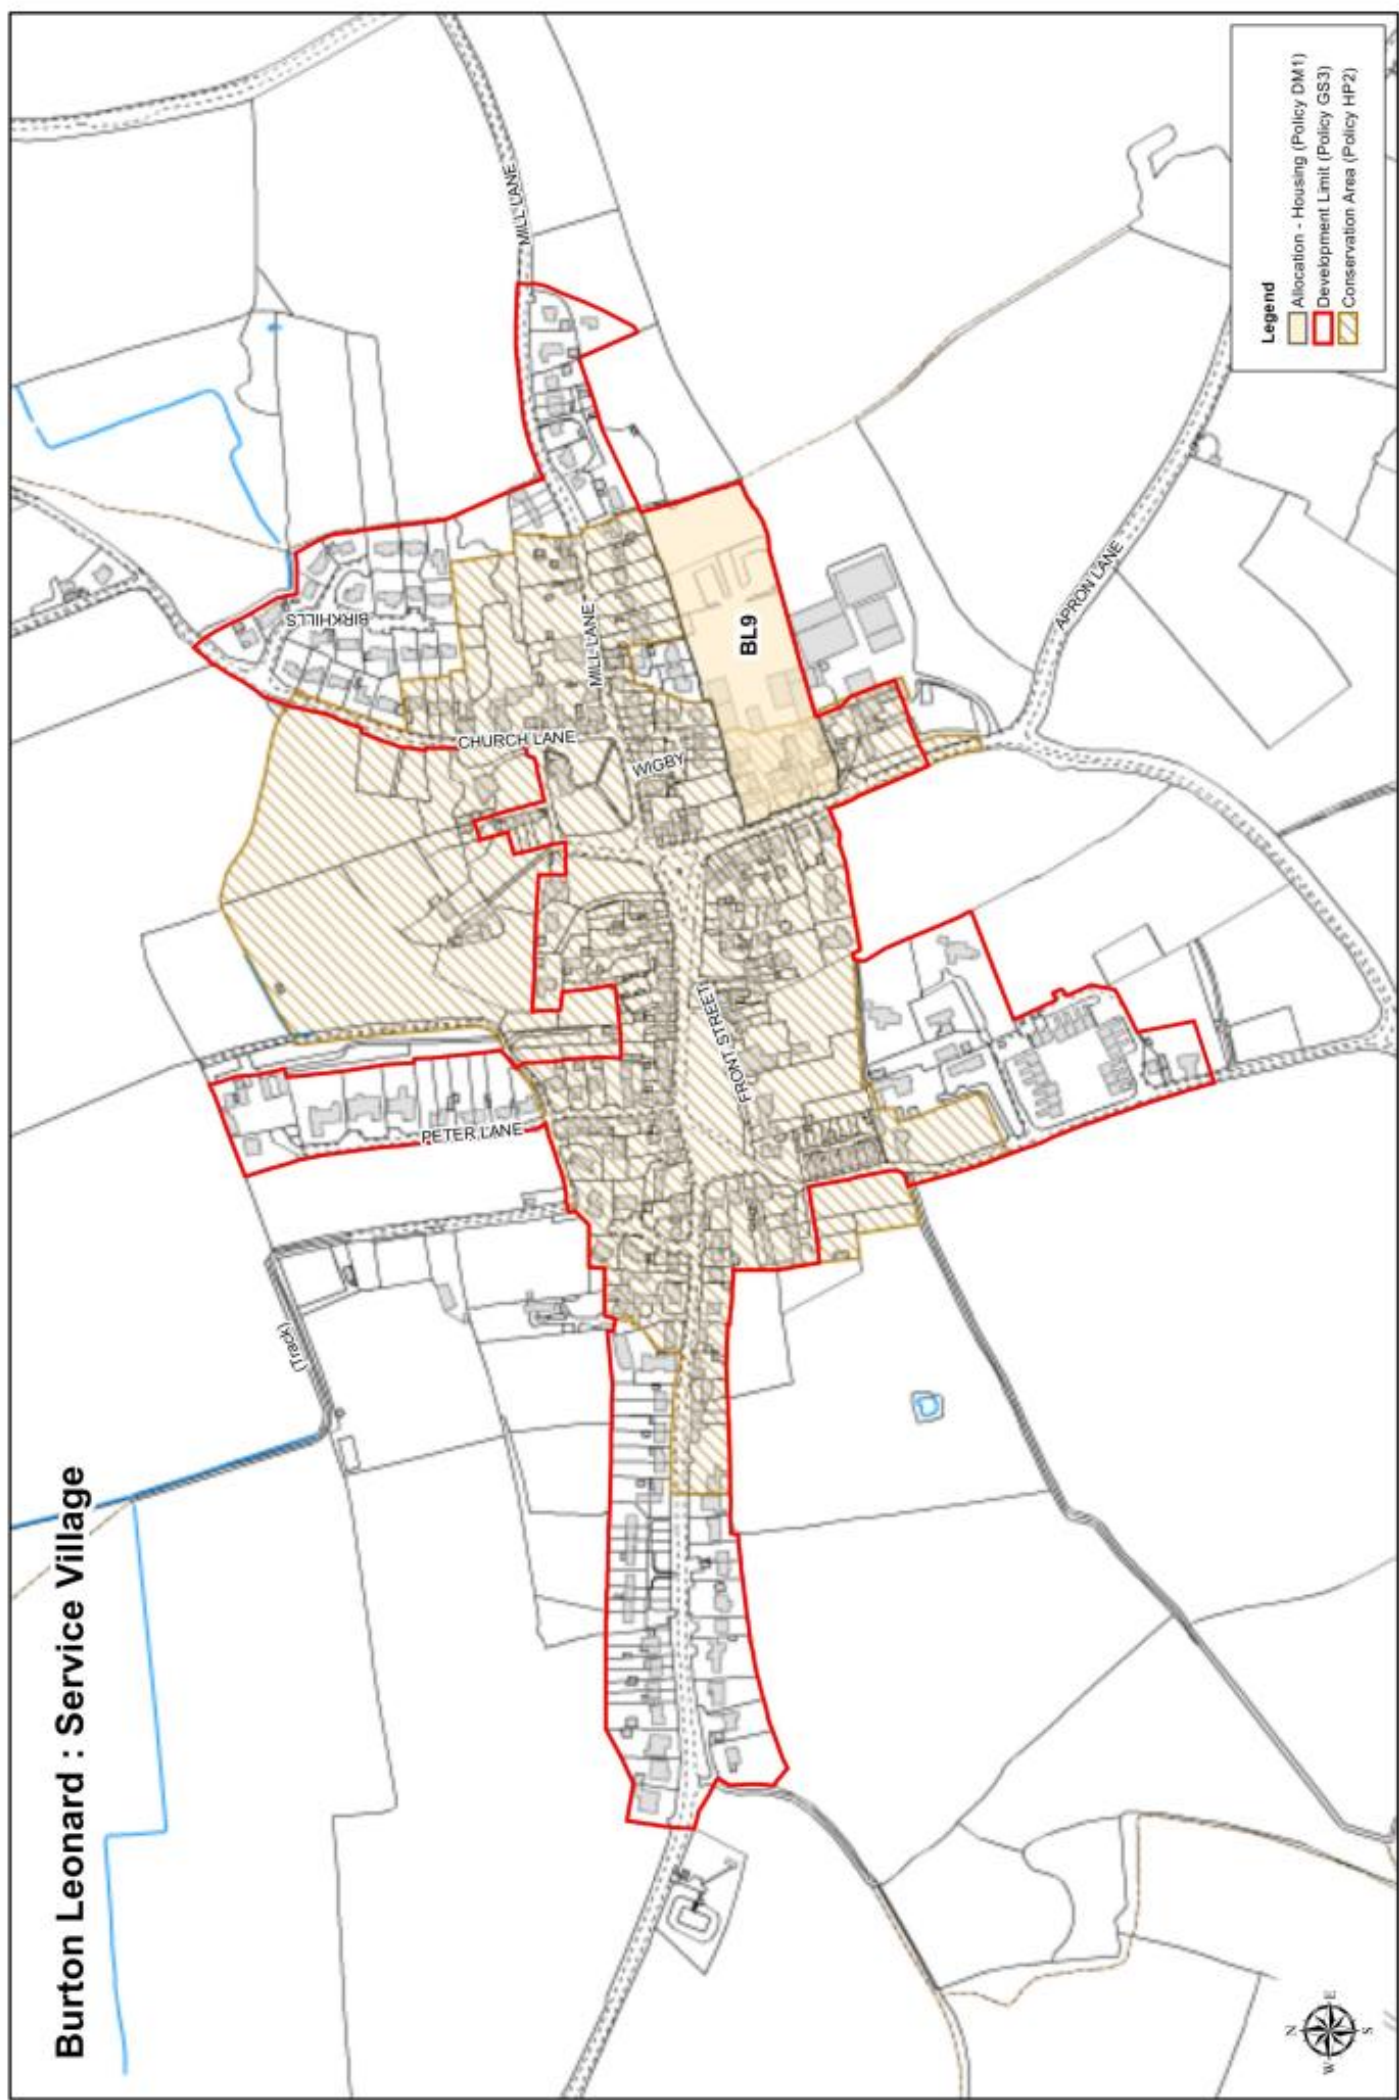 Burton Leonard : Service Village
(Track)
PETER LANE
CHURCH LANE
BIRKHILLS
MILL LANE
MILL LANE
WIGBY
FRONT STREET
BL9
APRON LANE
N
W
E
S
Legend
Allocation - Housing (Policy DM1)
Development Limit (Policy GS3)
Conservation Area (Policy HP2)